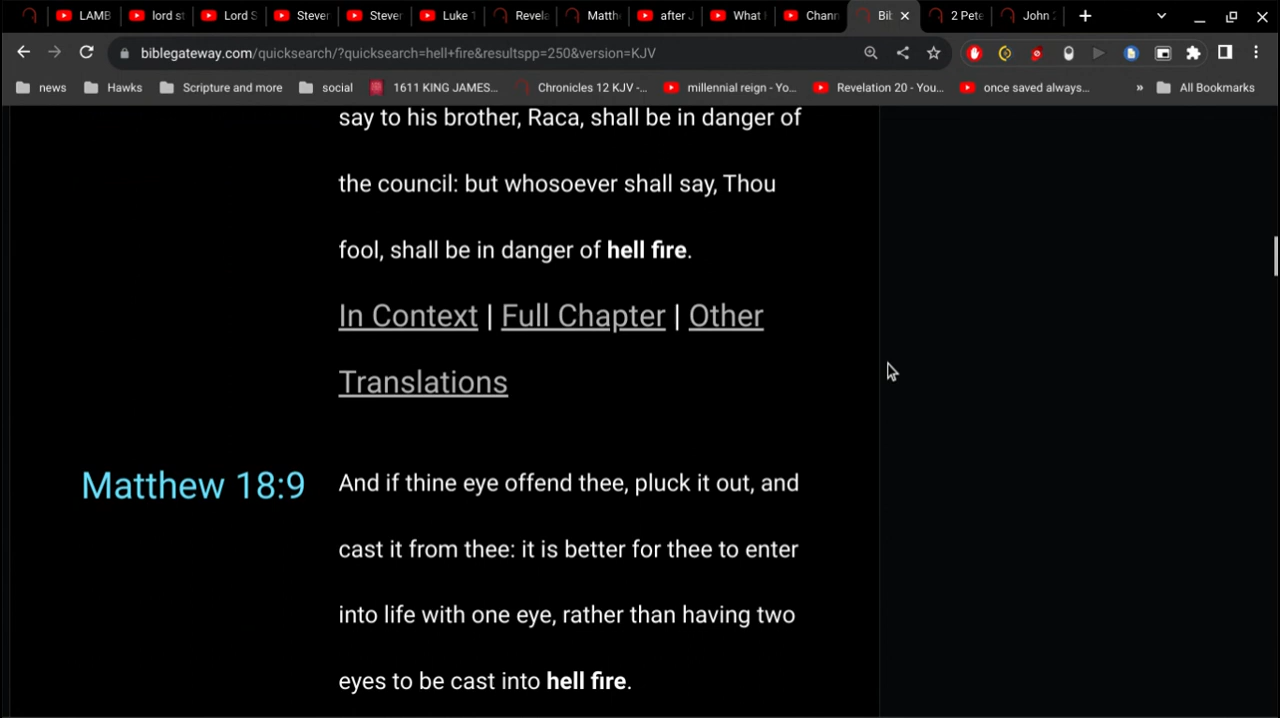 LAMB
lord st
Lord S
Steven
Steven
Luke 1
Revela
Matth
after J
What
Chann
Bil
2 Pete
John
biblegateway.com/quicksearch/?quicksearch=hell+fire&resultspp=250&version=KJV
news
Hawks
Scripture and more
social
1611 KING JAMES...
Chronicles 12 KJV -...
millennial reign - Yo...
Revelation 20 - You...
once saved always...
»
All Bookmarks
say to his brother, Raca, shall be in danger of
the council: but whosoever shall say, Thou
fool, shall be in danger of hell fire.
In Context | Full Chapter | Other
Translations
Matthew 18:9
And if thine eye offend thee, pluck it out, and
cast it from thee: it is better for thee to enter
into life with one eye, rather than having two
eyes to be cast into hell fire.